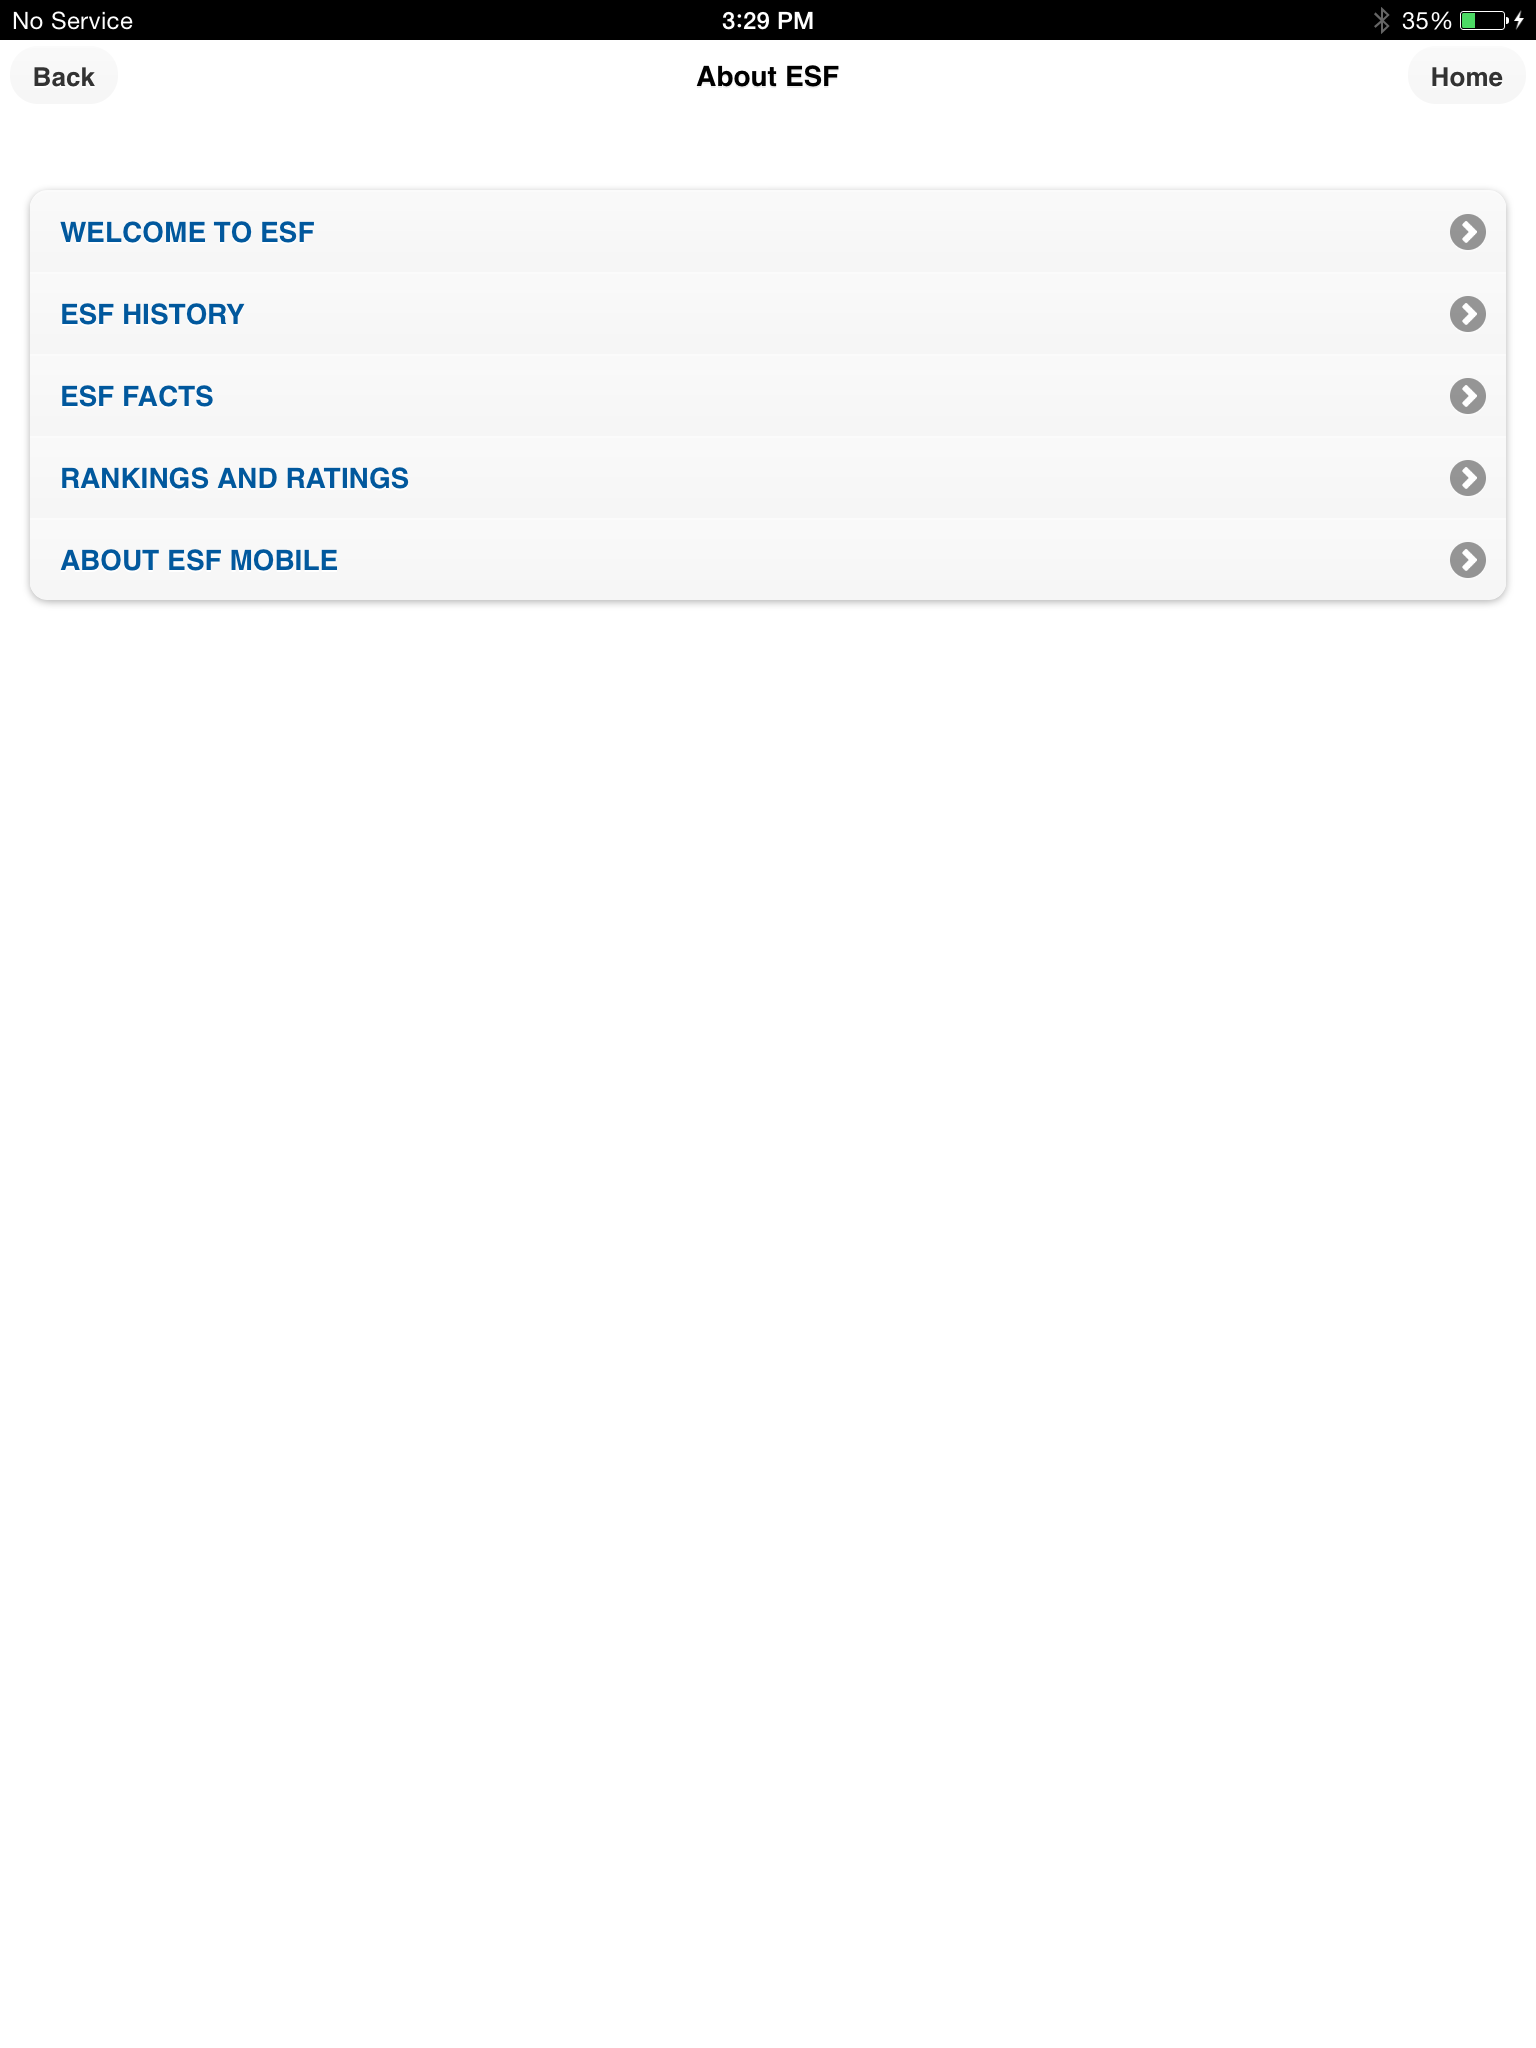 No Service 3:29 PM 35%
Back About ESF Home
WELCOME TO ESF
ESF HISTORY
ESF FACTS
RANKINGS AND RATINGS
ABOUT ESF MOBILE